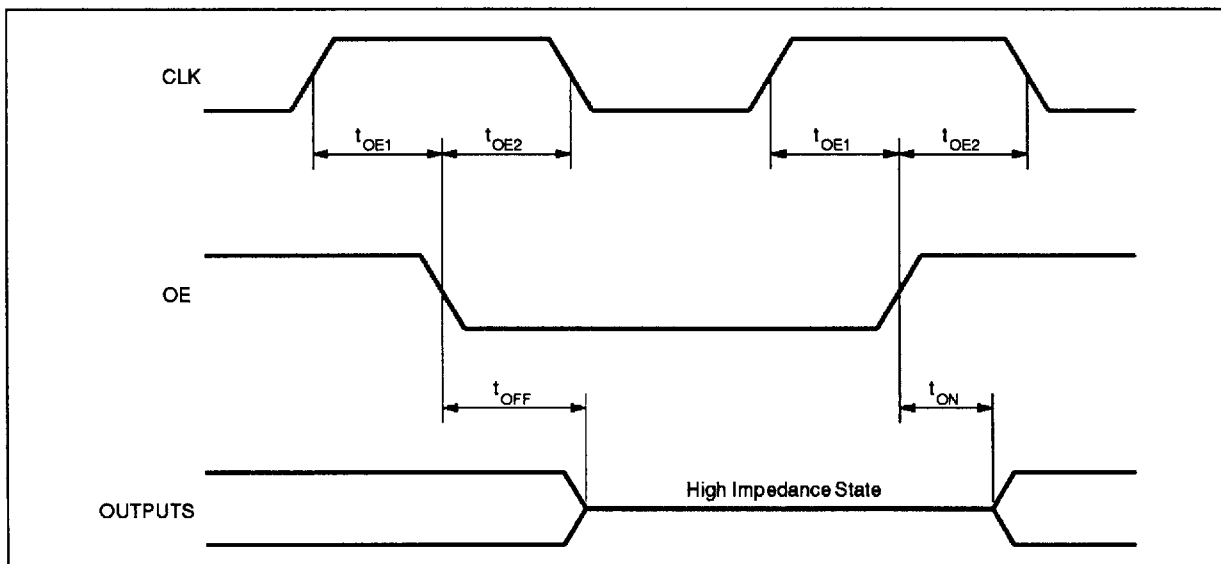 CLK
tOE1 tOE2 tOE1 tOE2
OE
tOFF tON
High Impedance State
OUTPUTS